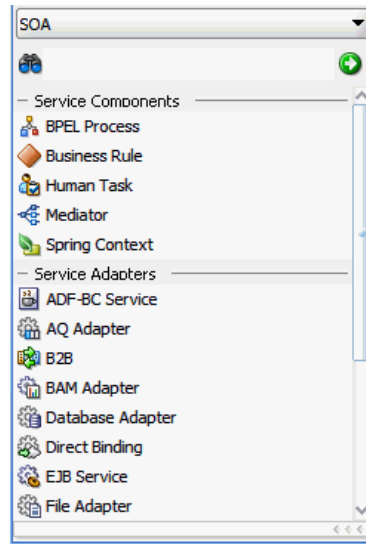 SOA
Service Components
BPEL Process
Business Rule
Human Task
Mediator
Spring Context
Service Adapters
ADF-BC Service
AQ Adapter
B2B
BAM Adapter
Database Adapter
Direct Binding
EJB Service
File Adapter